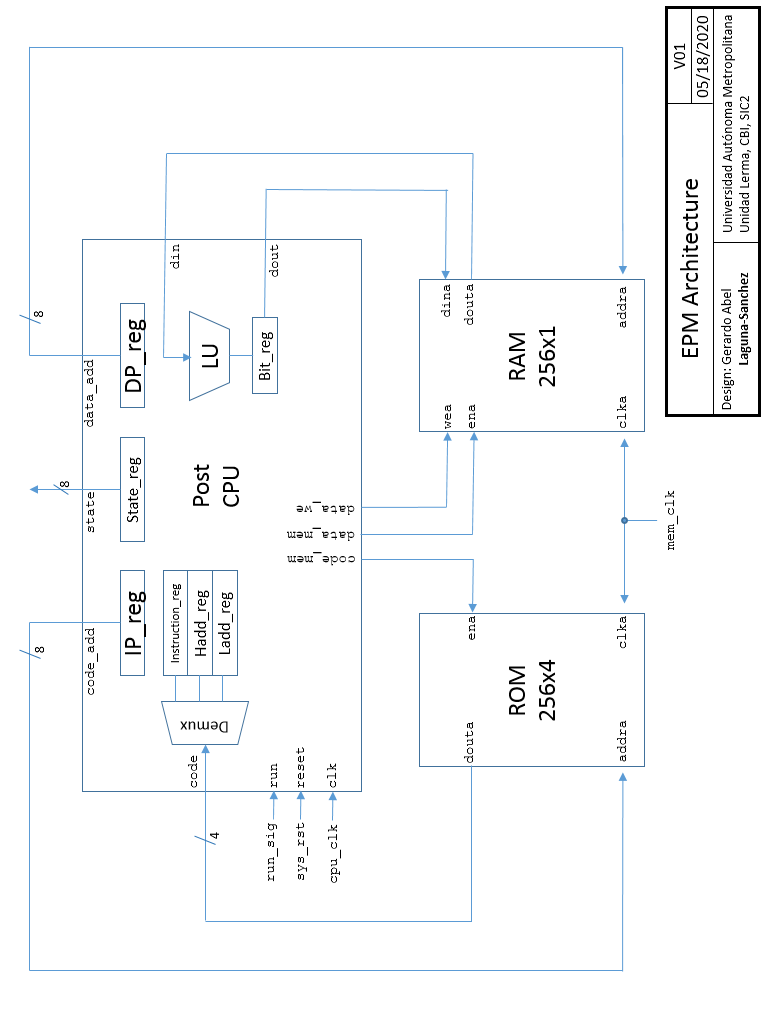 8
data_add
DP_reg
din
LU
dout
Bit_reg
8
state
State_reg
Post
CPU
data_we
data_mem
code_mem
8
code_add
IP_reg
Instruction_reg
Hadd_reg
Ladd_reg
Demux
code
4
run_sig
run
sys_rst
reset
cpu_clk
clk
ROM
256x4
ena
douta
clka
addra
mem_clk
RAM
256x1
wea
ena
dina
douta
clka
addra
EPM Architecture
V01
05/18/2020
Design: Gerardo Abel
Laguna-Sanchez
Universidad Autónoma Metropolitana
Unidad Lerma, CBI, SIC2